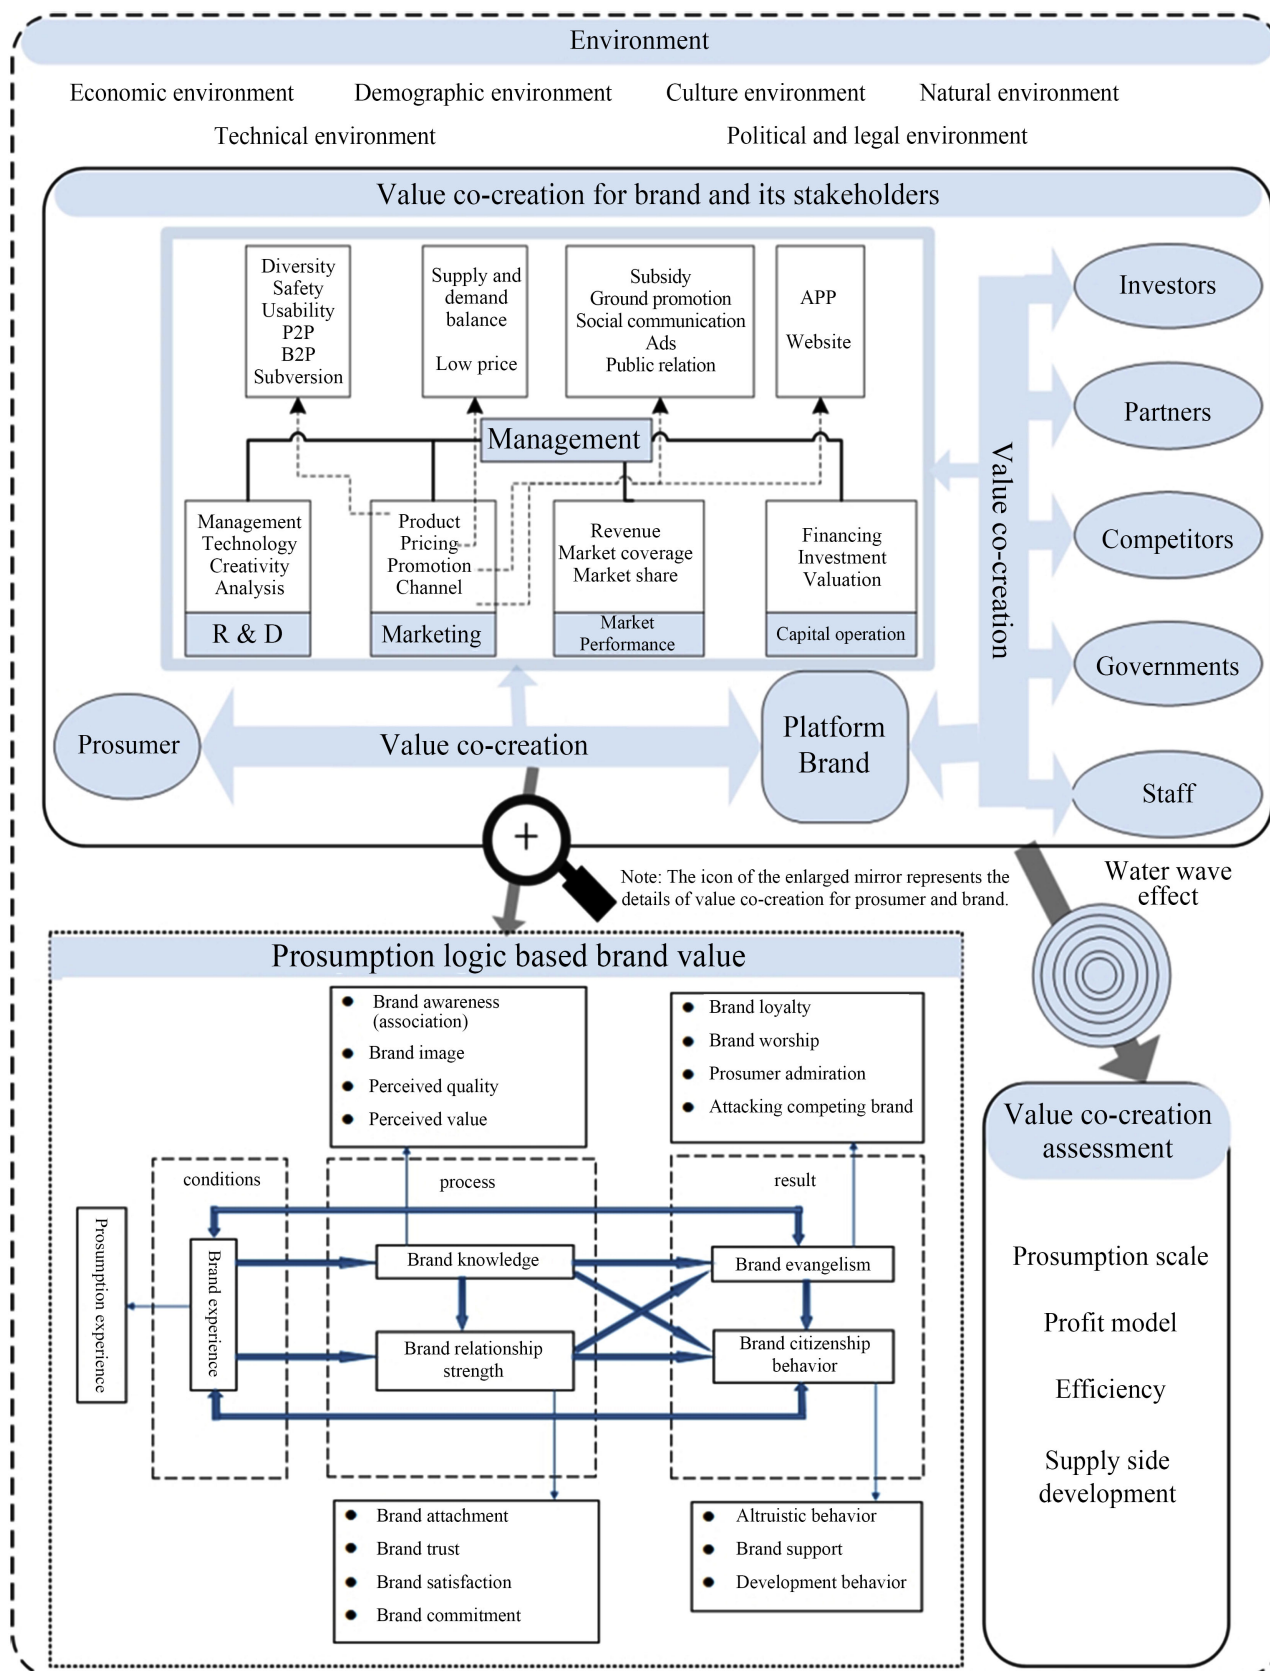 Environment
Economic environment
Demographic environment
Culture environment
Natural environment
Technical environment
Political and legal environment
Value co-creation for brand and its stakeholders
Diversity
Safety
Usability
P2P
B2P
Subversion
Supply and
demand
balance
Low price
Subsidy
Ground promotion
Social communication
Ads
Public relation
APP
Website
Management
Management
Technology
Creativity
Analysis
R & D
Product
Pricing
Promotion
Channel
Marketing
Revenue
Market coverage
Market share
Market
Performance
Financing
Investment
Valuation
Capital operation
Value co-creation
Investors
Partners
Competitors
Governments
Staff
Prosumer
Value co-creation
Platform
Brand
Note: The icon of the enlarged mirror represents the
details of value co-creation for prosumer and brand.
Water wave
effect
Prosumption logic based brand value
Brand awareness
(association)
Brand image
Perceived quality
Perceived value
Brand loyalty
Brand worship
Prosumer admiration
Attacking competing brand
conditions
process
result
Prosumption experience
Brand experience
Brand knowledge
Brand evangelism
Brand relationship
strength
Brand citizenship
behavior
Brand attachment
Brand trust
Brand satisfaction
Brand commitment
Altruistic behavior
Brand support
Development behavior
Value co-creation
assessment
Prosumption scale
Profit model
Efficiency
Supply side
development